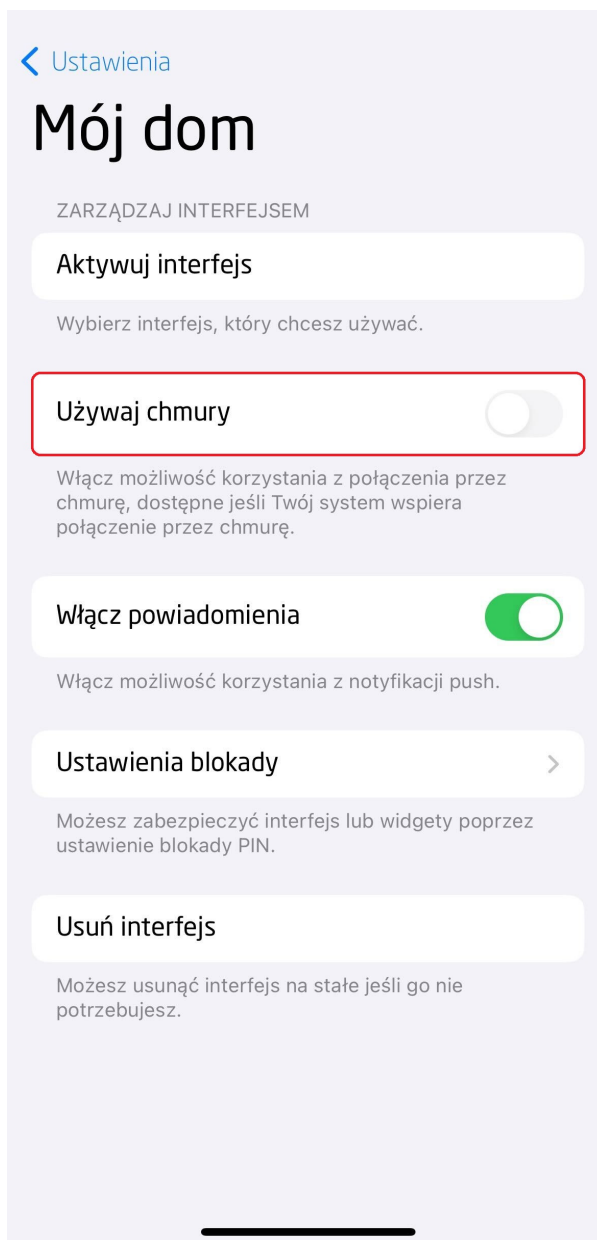 Ustawienia
Mój dom
ZARZĄDZAJ INTERFEJSEM
Aktywuj interfejs
Wybierz interfejs, który chcesz używać.
Używaj chmury
Włącz możliwość korzystania z połączenia przez
chmurę, dostępne jeśli Twój system wspiera
połączenie przez chmurę.
Włącz powiadomienia
Włącz możliwość korzystania z notyfikacji push.
Ustawienia blokady
Możesz zabezpieczyć interfejs lub widgety poprzez
ustawienie blokady PIN.
Usuń interfejs
Możesz usunąć interfejs na stałe jeśli go nie
potrzebujesz.